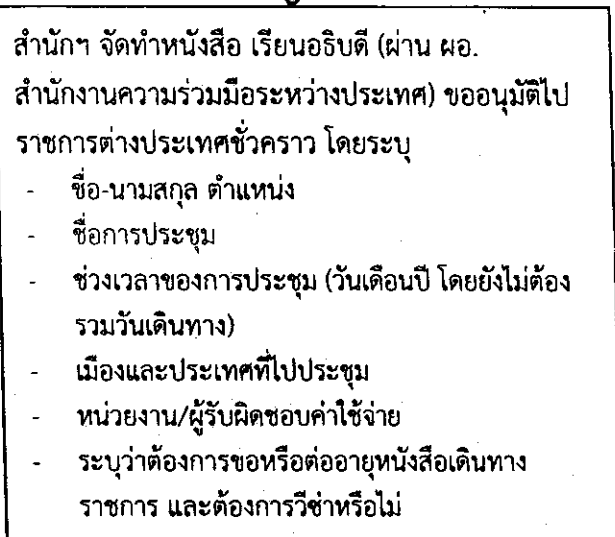 สำนักฯ จัดทำหนังสือ เรียนอธิบดี (ผ่าน ผอ.
สำนักงานความร่วมมือระหว่างประเทศ) ขออนุมัติไป
ราชการต่างประเทศชั่วคราว โดยระบุ
- ชื่อ-นามสกุล ตำแหน่ง
- ชื่อการประชุม
- ช่วงเวลาของการประชุม (วันเดือนปี โดยยังไม่ต้อง
รวมวันเดินทาง)
- เมืองและประเทศที่ไปประชุม
- หน่วยงาน/ผู้รับผิดชอบค่าใช้จ่าย
- ระบุว่าต้องการขอหรือต่ออายุหนังสือเดินทาง
ราชการ และต้องการวีซ่าหรือไม่